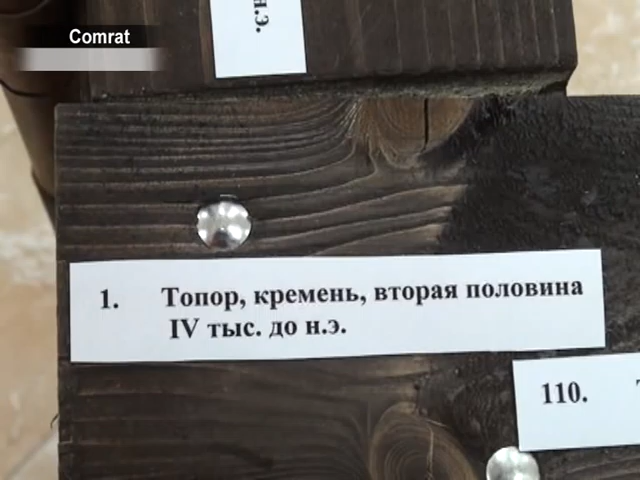 Comrat
н.э.
1. Топор, кремень, вторая половина
IV тыс. до н.э.
110.